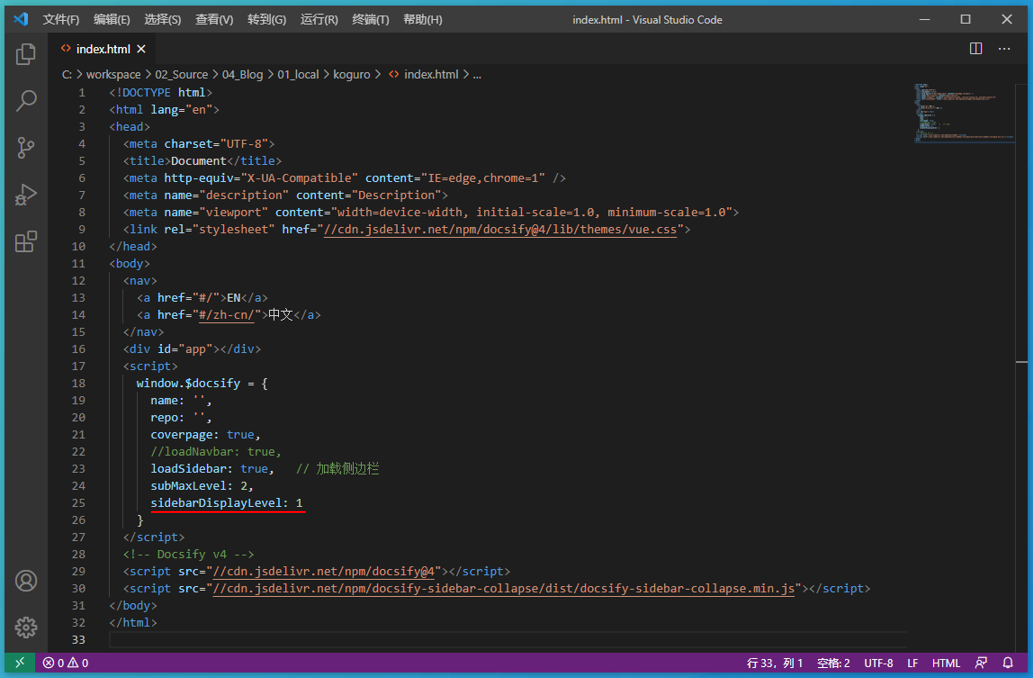 文件(F) 编辑(E) 选择(S) 查看(V) 转到(G) 运行(R) 终端(T) 帮助(H) index.html - Visual Studio Code
index.html
C: > workspace > 02_Source > 04_Blog > 01_local > koguro > index.html > ...
1 <!DOCTYPE html>
2 <html lang="en">
3 <head>
4 <meta charset="UTF-8">
5 <title>Document</title>
6 <meta http-equiv="X-UA-Compatible" content="IE=edge,chrome=1" />
7 <meta name="description" content="Description">
8 <meta name="viewport" content="width=device-width, initial-scale=1.0, minimum-scale=1.0">
9 <link rel="stylesheet" href="//cdn.jsdelivr.net/npm/docsify@4/lib/themes/vue.css">
10 </head>
11 <body>
12 <nav>
13 <a href="#/">EN</a>
14 <a href="#/zh-cn/">中文</a>
15 </nav>
16 <div id="app"></div>
17 <script>
18 window.$docsify = {
19 name: '',
20 repo: '',
21 coverpage: true,
22 //loadNavbar: true,
23 loadSidebar: true, // 加载侧边栏
24 subMaxLevel: 2,
25 sidebarDisplayLevel: 1
26 }
27 </script>
28 <!-- Docsify v4 -->
29 <script src="//cdn.jsdelivr.net/npm/docsify@4"></script>
30 <script src="//cdn.jsdelivr.net/npm/docsify-sidebar-collapse/dist/docsify-sidebar-collapse.min.js"></script>
31 </body>
32 </html>
33
0 0 行 33，列 1 空格: 2 UTF-8 LF HTML